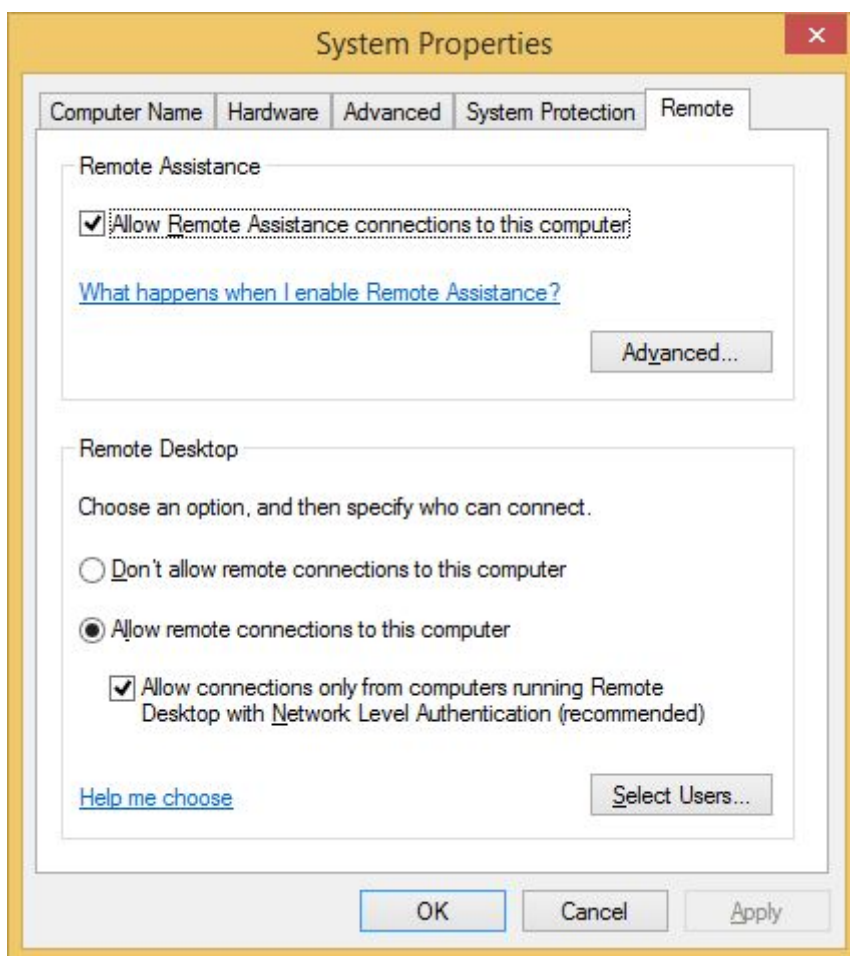 System Properties
Computer Name Hardware Advanced System Protection Remote
Remote Assistance
Allow Remote Assistance connections to this computer
What happens when I enable Remote Assistance?
Advanced...
Remote Desktop
Choose an option, and then specify who can connect.
Don't allow remote connections to this computer
Allow remote connections to this computer
Allow connections only from computers running Remote
Desktop with Network Level Authentication (recommended)
Help me choose
Select Users...
OK Cancel Apply